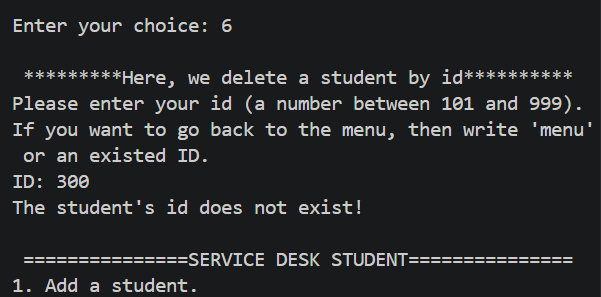 Enter your choice: 6
*********Here, we delete a student by id**********
Please enter your id (a number between 101 and 999).
If you want to go back to the menu, then write 'menu'
or an existed ID.
ID: 300
The student's id does not exist!
===============SERVICE DESK STUDENT===============
1. Add a student.